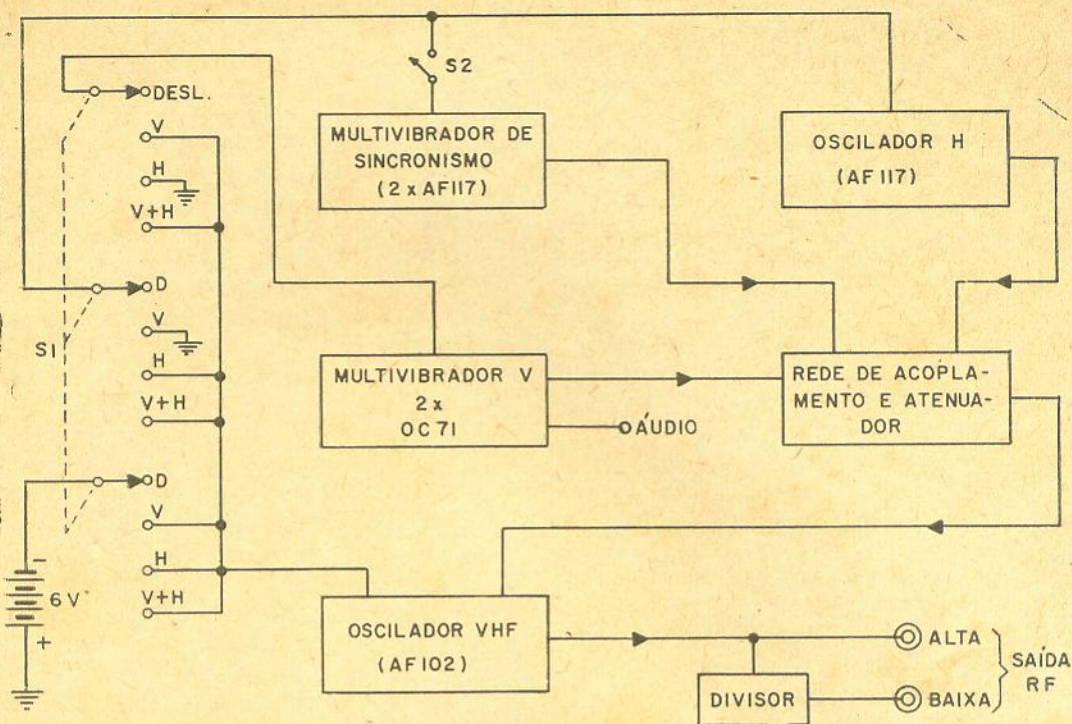 S2
DESL.
V
H
V+H
S1
D
V
H
V+H
D
V
H
V+H
-
6 V
+
MULTIVIBRADOR DE
SINCRONISMO
(2 x AF117)
OSCILADOR H
(AF 117)
MULTIVIBRADOR V
2 x
OC 71
ÁUDIO
REDE DE ACOPLA-
MENTO E ATENUA-
DOR
OSCILADOR VHF
(AF 102)
DIVISOR
ALTA
BAIXA
SAÍDA
RF